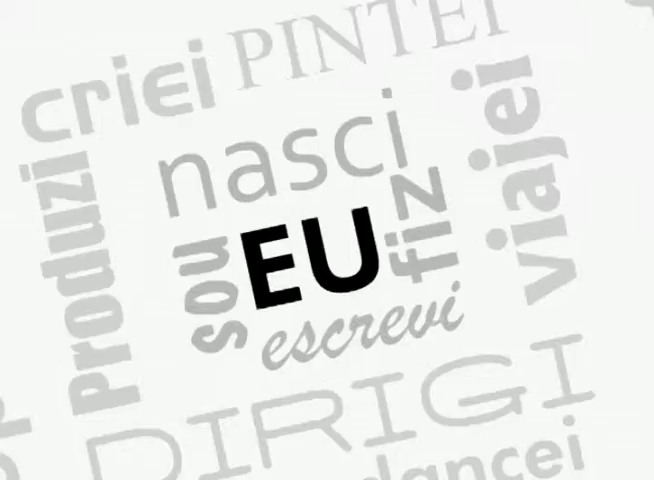 PINTEI
criei
nasci
viajei
Produzi
fiz
sou
EU
escrevi
DIRIGI
dancei